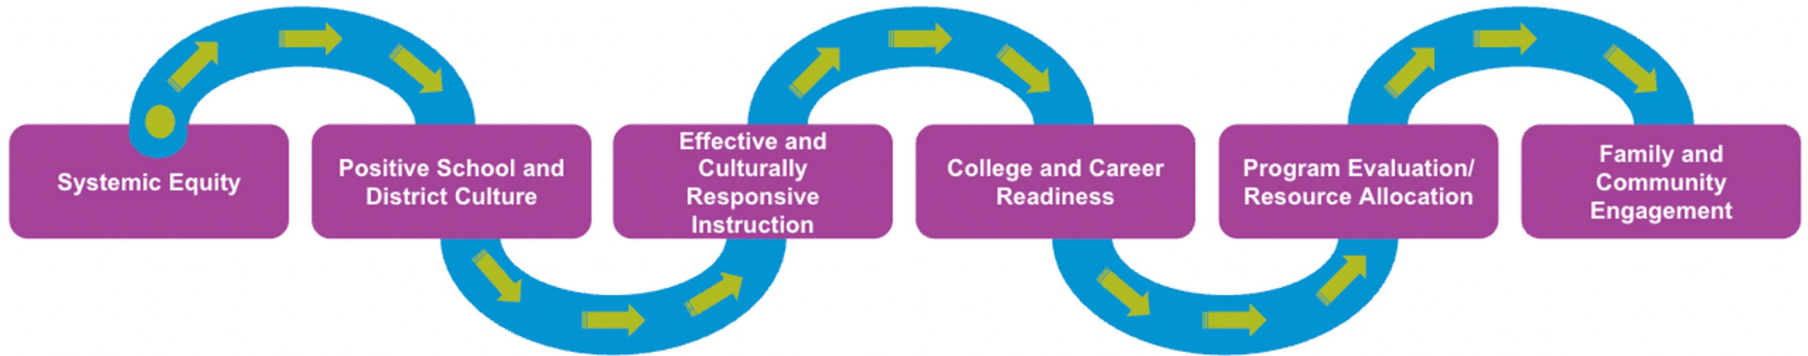 Systemic Equity
Positive School and
District Culture
Effective and
Culturally
Responsive
Instruction
College and Career
Readiness
Program Evaluation/
Resource Allocation
Family and
Community
Engagement